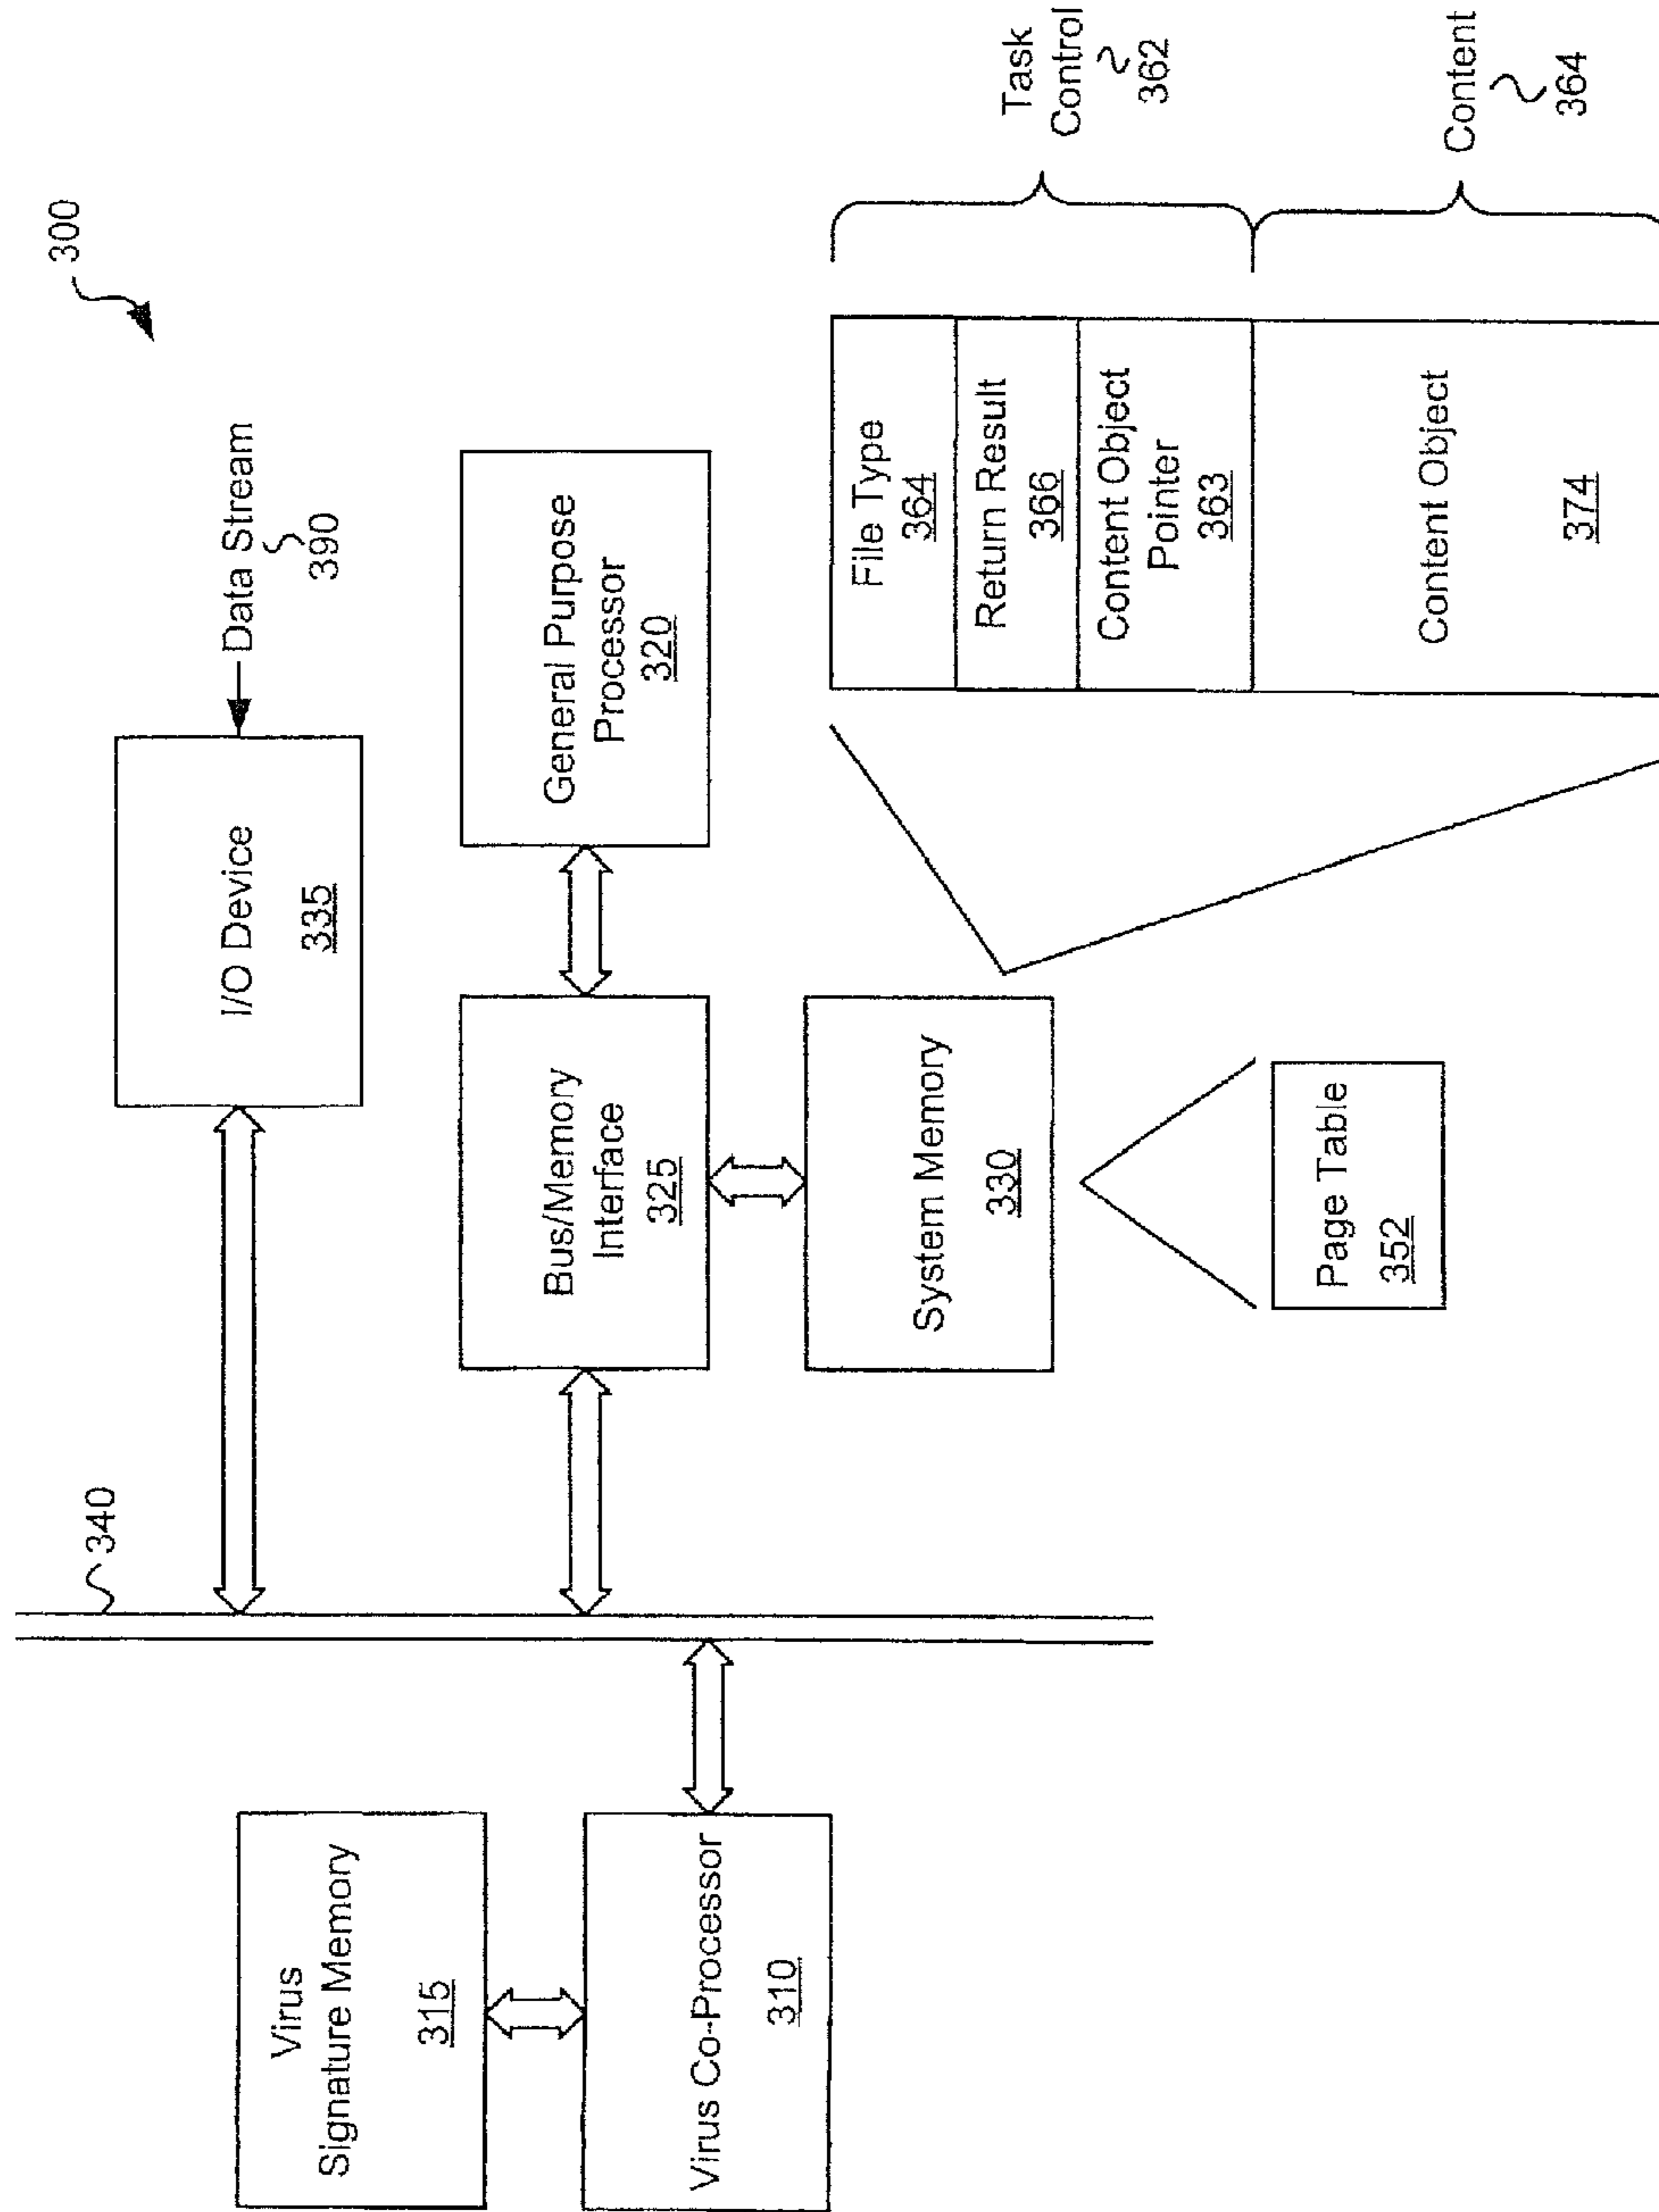 300
340
Data Stream
390
I/O Device
335
Virus
Signature Memory
315
Bus/Memory
Interface
325
General Purpose
Processor
320
Virus Co-Processor
310
System Memory
330
Page Table
352
File Type
364
Return Result
366
Content Object
Pointer
363
Content Object
374
Task
Control
362
Content
364